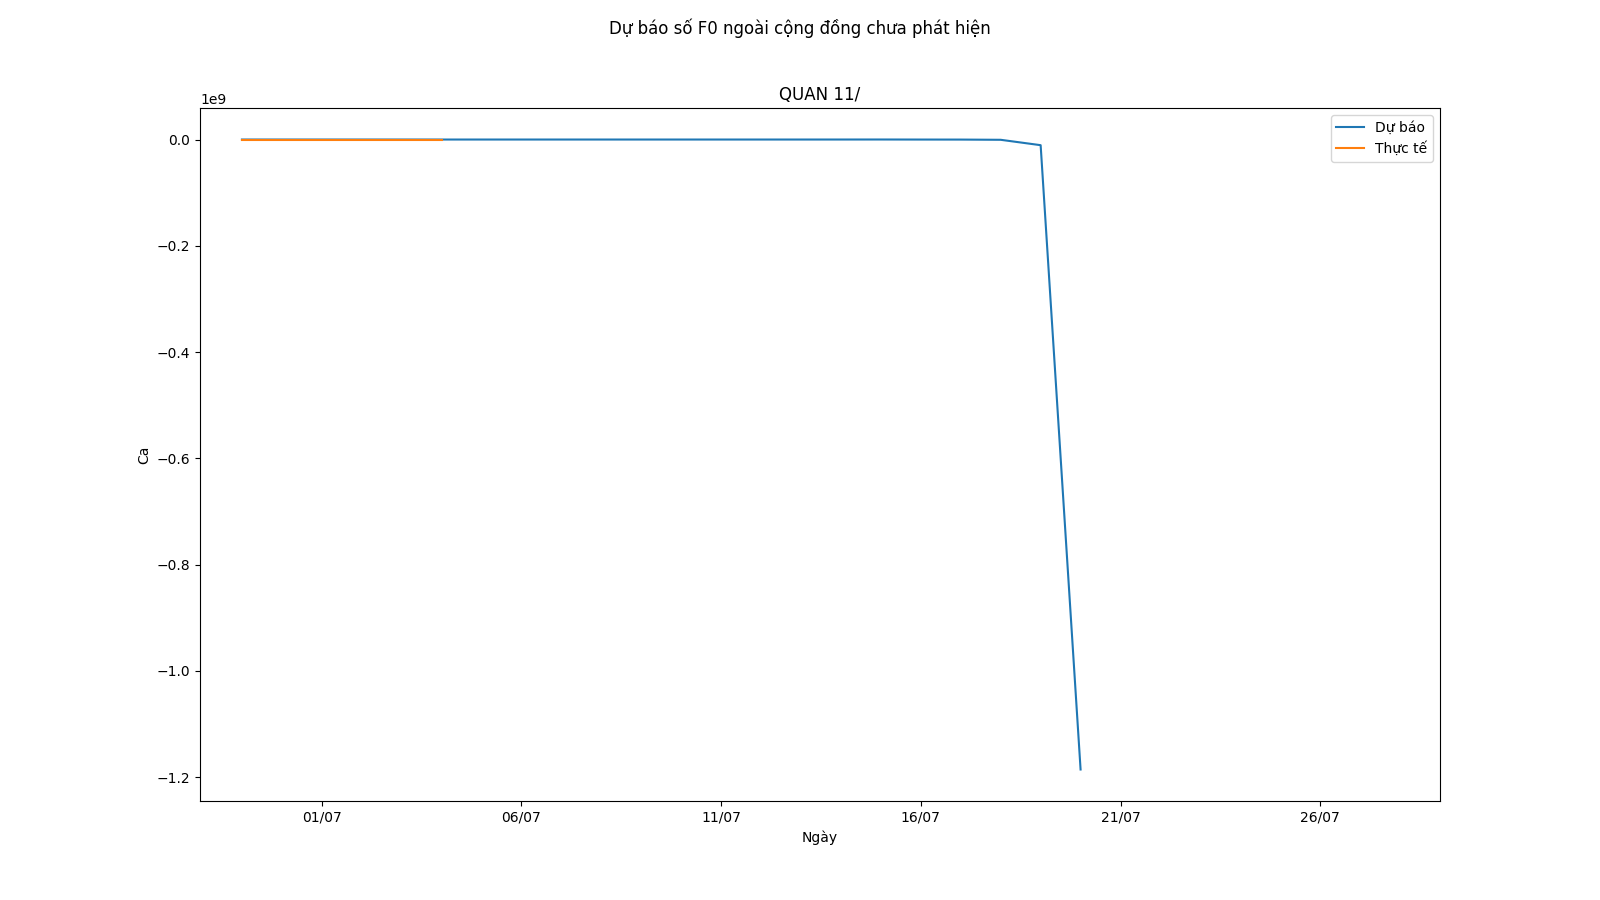 Dự báo số F0 ngoài cộng đồng chưa phát hiện
QUAN 11/
1e9
Dự báo
Thực tế
0.0
−0.2
−0.4
−0.6
−0.8
−1.0
−1.2
Ca
01/07
06/07
11/07
16/07
21/07
26/07
Ngày